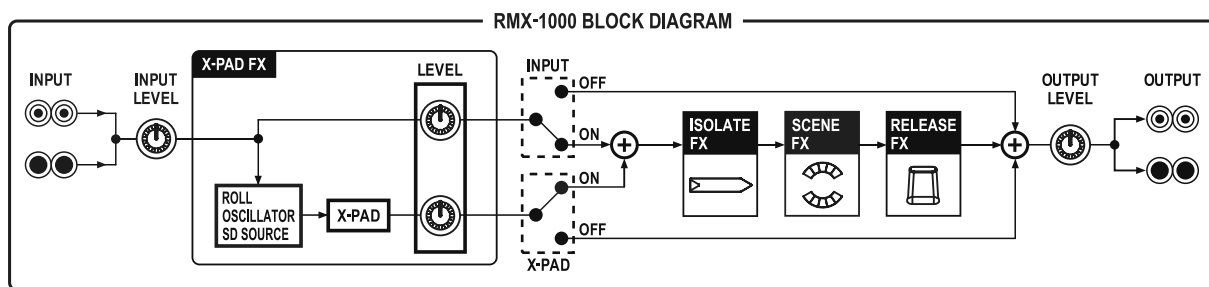 RMX-1000 BLOCK DIAGRAM
INPUT
INPUT
LEVEL
X-PAD FX
LEVEL
ROLL
OSCILLATOR
SD SOURCE
X-PAD
INPUT
OFF
ON
ON
OFF
X-PAD
ISOLATE
FX
SCENE
FX
RELEASE
FX
OUTPUT
LEVEL
OUTPUT